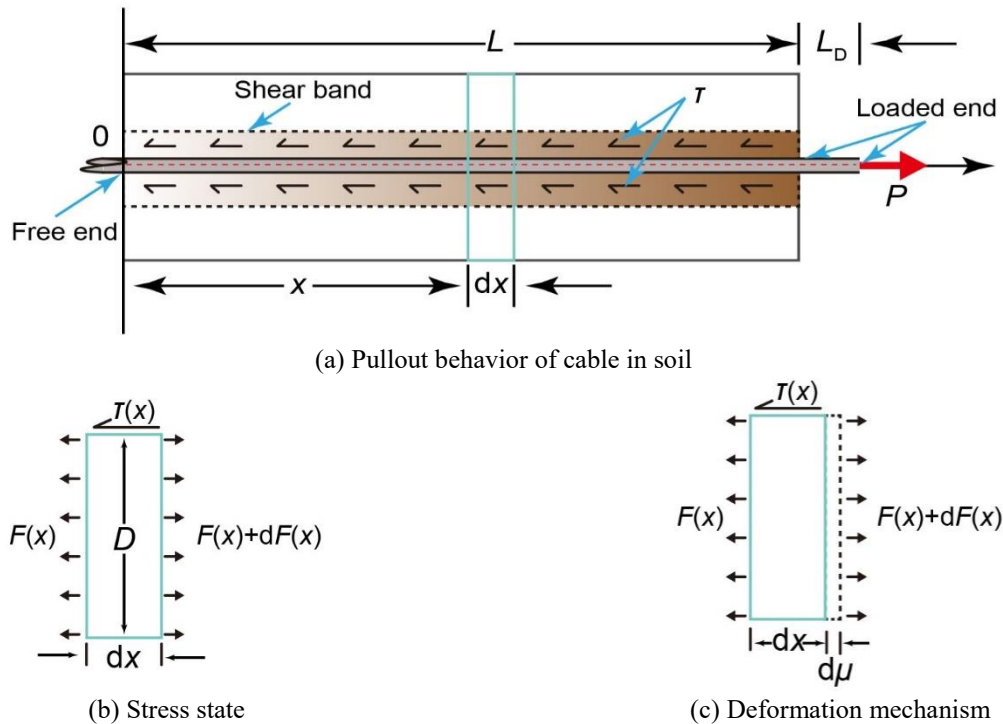 L
L_D
Shear band
τ
Loaded end
0
P
Free end
x
dx
(a) Pullout behavior of cable in soil
τ(x)
F(x)
D
F(x)+dF(x)
dx
(b) Stress state
τ(x)
F(x)
F(x)+dF(x)
dx
dμ
(c) Deformation mechanism